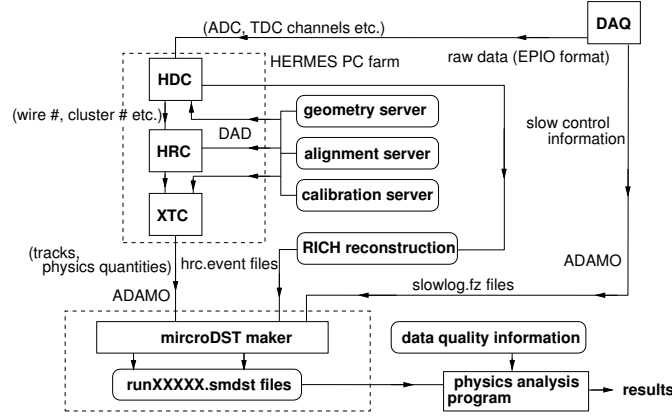 (ADC, TDC channels etc.)
DAQ
raw data (EPIO format)
HERMES PC farm
HDC
(wire #, cluster # etc.)
geometry server
DAD
slow control
information
HRC
alignment server
calibration server
XTC
(tracks,
physics quantities)
hrc.event files
RICH reconstruction
ADAMO
ADAMO
slowlog.fz files
mircroDST maker
data quality information
runXXXXX.smdst files
physics analysis
program
results